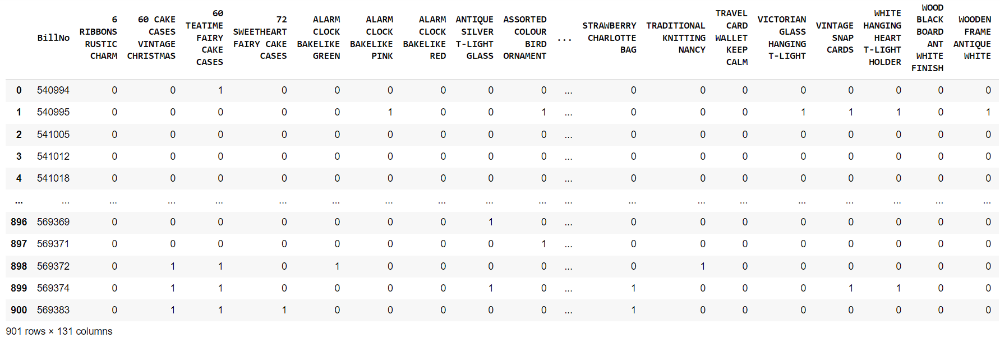 BillNo 6 RIBBONS RUSTIC CHARM 60 CAKE CASES VINTAGE CHRISTMAS 60 TEATIME FAIRY CAKE CASES 72 SWEETHEART FAIRY CAKE CASES ALARM CLOCK BAKELIKE GREEN ALARM CLOCK BAKELIKE PINK ALARM CLOCK BAKELIKE RED ANTIQUE SILVER T-LIGHT GLASS ASSORTED COLOUR BIRD ORNAMENT ... STRAWBERRY CHARLOTTE BAG TRADITIONAL KNITTING NANCY TRAVEL CARD WALLET KEEP CALM VICTORIAN GLASS HANGING T-LIGHT VINTAGE SNAP CARDS WHITE HANGING HEART T-LIGHT HOLDER WOOD BLACK BOARD ANT WHITE FINISH WOODEN FRAME ANTIQUE WHITE
0 540994 0 0 1 0 0 0 0 0 0 ... 0 0 0 0 0 0 0 0
1 540995 0 0 0 0 0 1 0 0 1 ... 0 0 0 1 1 1 0 1
2 541005 0 0 0 0 0 0 0 0 0 ... 0 0 0 0 0 0 0 0
3 541012 0 0 0 0 0 0 0 0 0 ... 0 0 0 0 0 0 0 0
4 541018 0 0 0 0 0 0 0 0 0 ... 0 0 0 0 0 0 0 0
... ... ... ... ... ... ... ... ... ... ... ... ... ... ... ... ... ... ... ...
896 569369 0 0 0 0 0 0 0 1 0 ... 0 0 0 0 0 0 0 0
897 569371 0 0 0 0 0 0 0 0 1 ... 0 0 0 0 0 0 0 0
898 569372 0 1 1 0 1 0 0 0 0 ... 0 1 0 0 0 0 0 0
899 569374 0 1 1 0 0 0 0 1 0 ... 1 0 0 0 1 1 0 0
900 569383 0 1 1 1 0 0 0 0 0 ... 1 0 0 0 0 0 0 0
901 rows × 131 columns